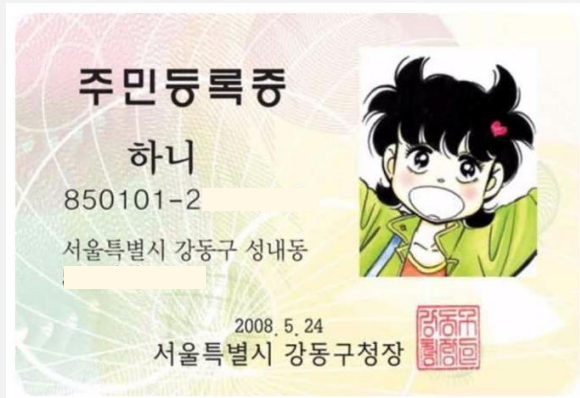 주민등록증
하니
850101-2
서울특별시 강동구 성내동
2008.5.24
서울특별시 강동구청장